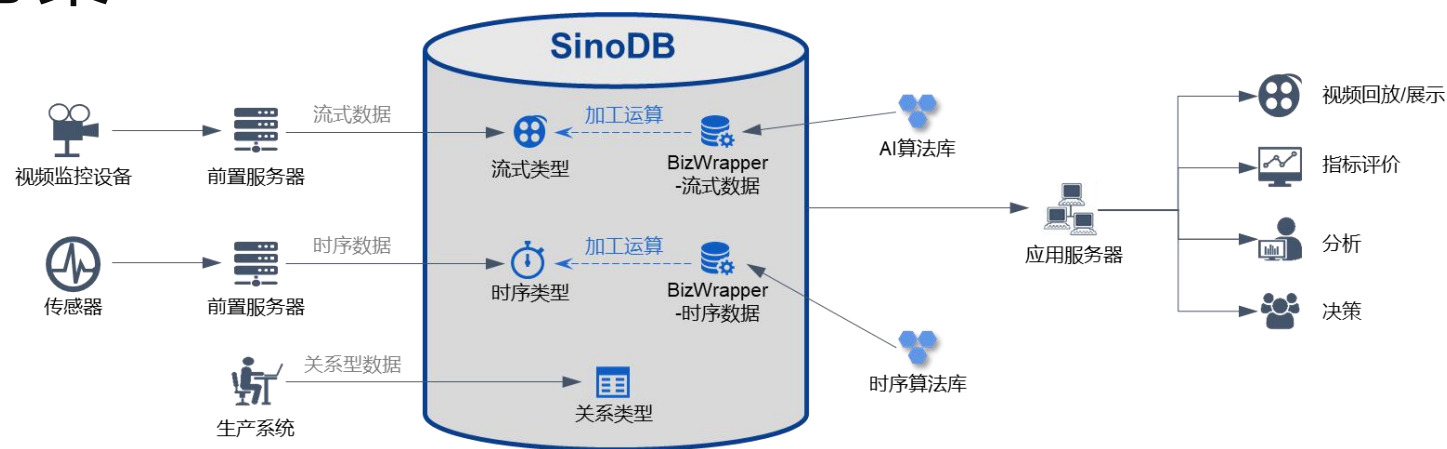 SinoDB
流式数据
加工运算
视频监控设备
前置服务器
流式类型
BizWrapper
-流式数据
AI算法库
视频回放/展示
指标评价
时序数据
加工运算
传感器
前置服务器
时序类型
BizWrapper
-时序数据
应用服务器
分析
决策
关系型数据
生产系统
关系类型
时序算法库